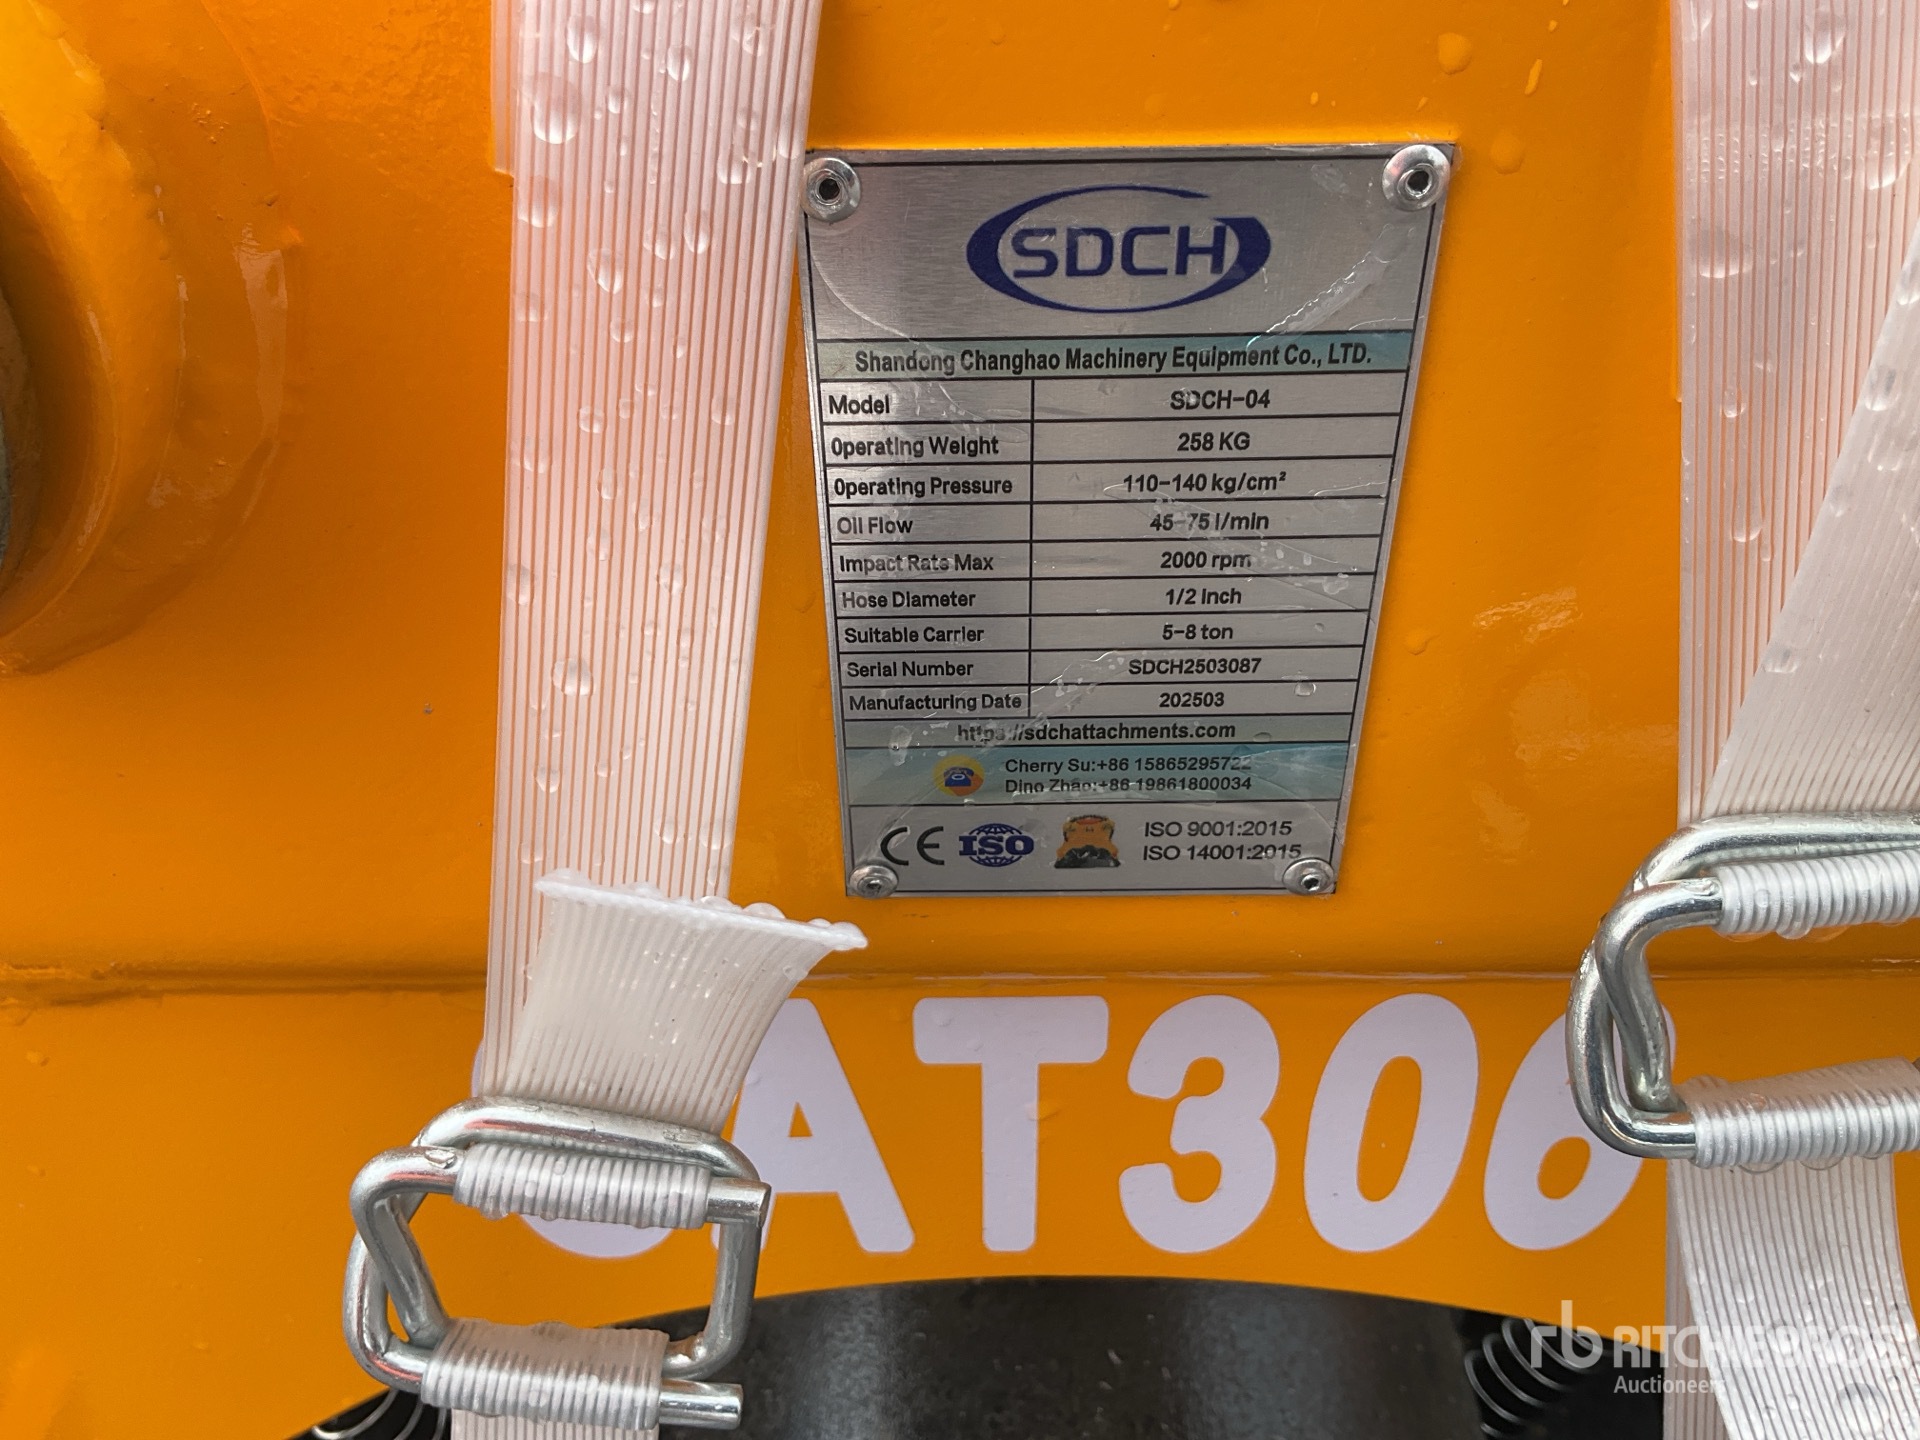 SDCH
Shandong Changhao Machinery Equipment Co., LTD.
Model SDCH-04
Operating Weight 258 KG
Operating Pressure 110-140 kg/cm²
Oil Flow 45-75 l/min
Impact Rate Max 2000 rpm
Hose Diameter 1/2 inch
Suitable Carrier 5-8 ton
Serial Number SDCH2503087
Manufacturing Date 202503
https://sdchattachments.com
Cherry Su:+86 15865295722
Dino Zhao:+86 19861800034
CE ISO ISO 9001:2015
ISO 14001:2015
CAT306
rb RITCHIE BROS
Auctioneers